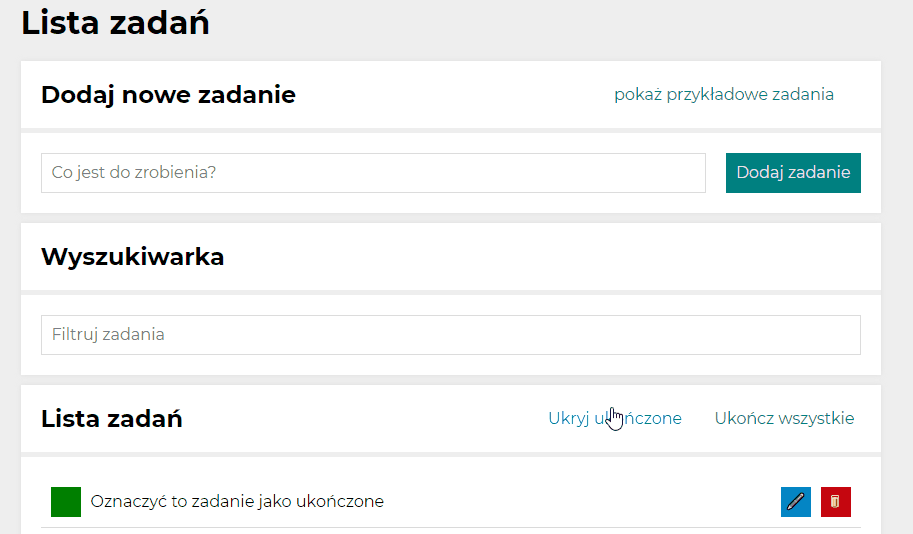 Lista zadań
Dodaj nowe zadanie
pokaż przykładowe zadania
Co jest do zrobienia?
Dodaj zadanie
Wyszukiwarka
Filtruj zadania
Lista zadań
Ukryj ukończone
Ukończ wszystkie
Oznaczyć to zadanie jako ukończone